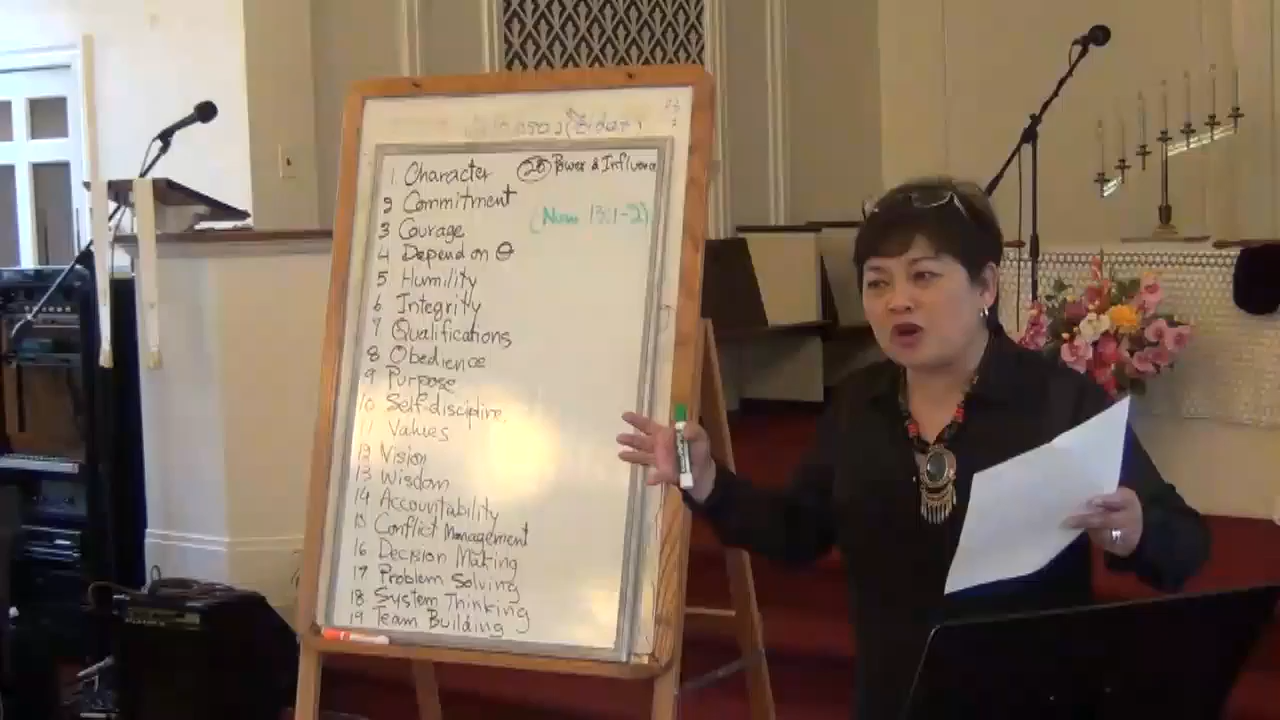 1. Character
2 Commitment
3 Courage
4 Depend on Θ
5 Humility
6 Integrity
7 Qualifications
8 Obedience
9 Purpose
10 Self-discipline
11 Values
12 Vision
13 Wisdom
14 Accountability
15 Conflict Management
16 Decision Making
17 Problem Solving
18 System Thinking
19 Team Building
20 Power & Influence
(Num 13:1-2)